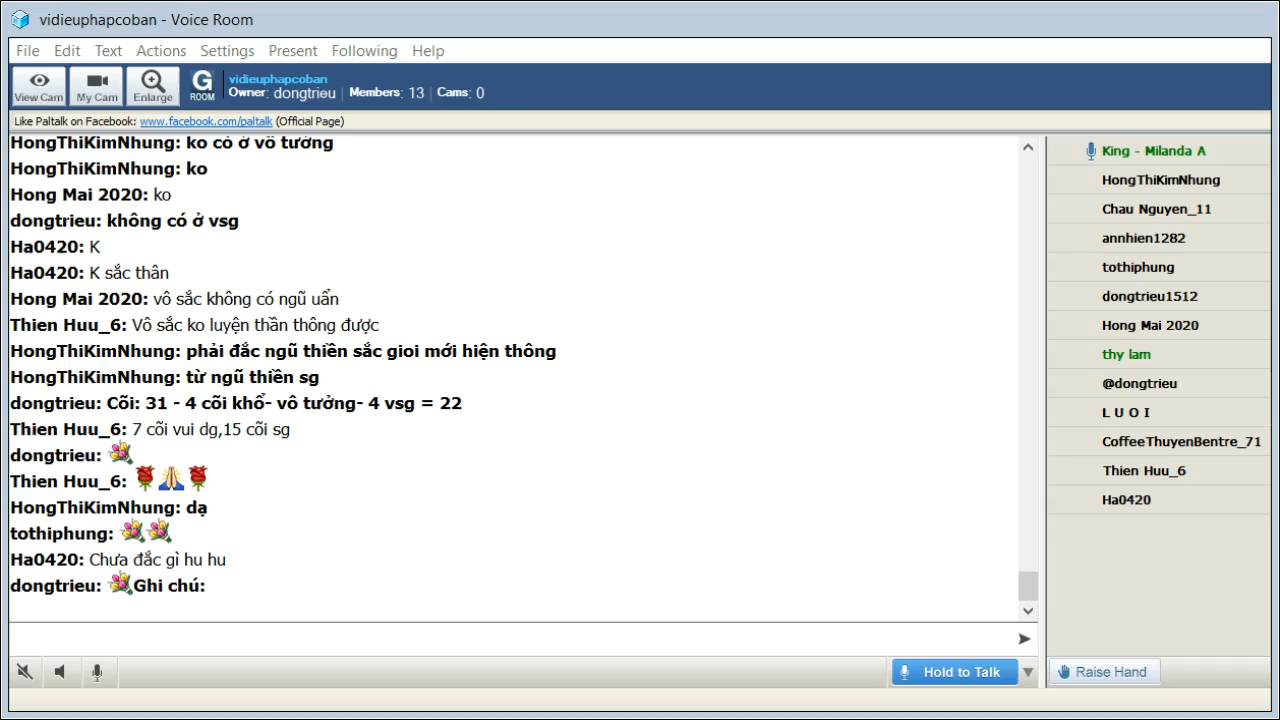 vidieuphapcoban - Voice Room
File Edit Text Actions Settings Present Following Help
View Cam
My Cam
Enlarge
G ROOM
vidieuphapcoban
Owner: dongtrieu | Members: 13 | Cams: 0
Like Paltalk on Facebook: www.facebook.com/paltalk (Official Page)
HongThiKimNhung: ko có ở vô tưởng
HongThiKimNhung: ko
Hong Mai 2020: ko
dongtrieu: không có ở vsg
Ha0420: K
Ha0420: K sắc thân
Hong Mai 2020: vô sắc không có ngũ uẩn
Thien Huu_6: Vô sắc ko luyện thần thông được
HongThiKimNhung: phải đắc ngũ thiền sắc gioi mới hiện thông
HongThiKimNhung: từ ngũ thiền sg
dongtrieu: Cõi: 31 - 4 cõi khổ- vô tưởng- 4 vsg = 22
Thien Huu_6: 7 cõi vui dg,15 cõi sg
dongtrieu:
Thien Huu_6:
HongThiKimNhung: dạ
tothiphung:
Ha0420: Chưa đắc gì hu hu
dongtrieu: Ghi chú:
Hold to Talk
King - Milanda A
HongThiKimNhung
Chau Nguyen_11
annhien1282
tothiphung
dongtrieu1512
Hong Mai 2020
thy lam
@dongtrieu
L U O I
CoffeeThuyenBentre_71
Thien Huu_6
Ha0420
Raise Hand